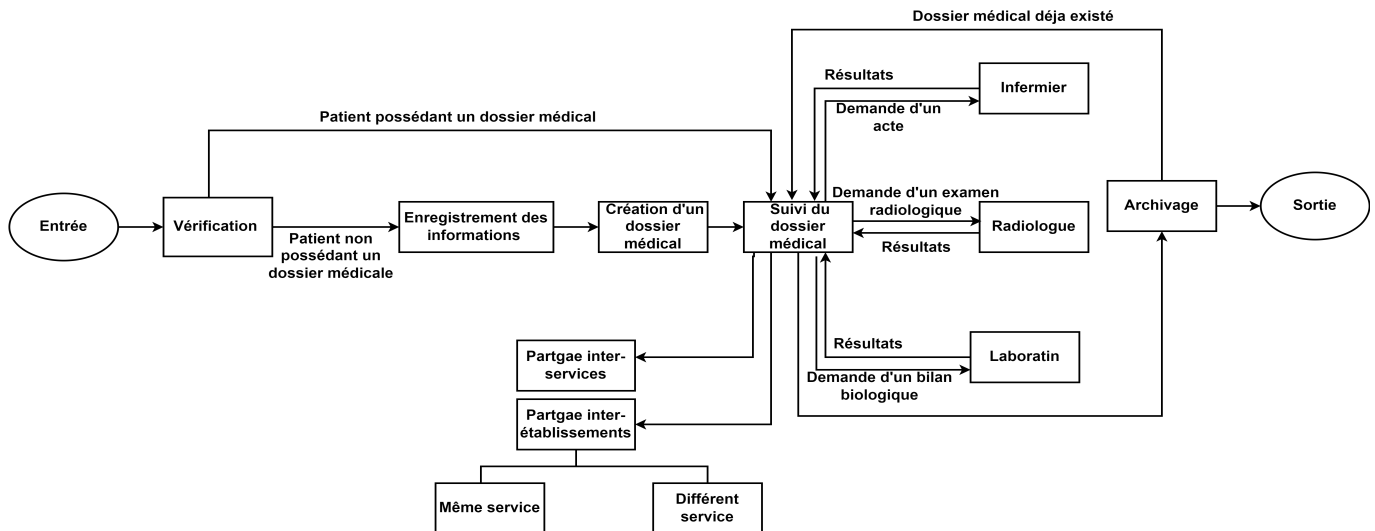 Dossier médical déja existé
Résultats
Infermier
Demande d'un
acte
Patient possédant un dossier médical
Entrée
Vérification
Patient non
possédant un
dossier médicale
Enregistrement des
informations
Création d'un
dossier
médical
Suivi du
dossier
médical
Demande d'un examen
radiologique
Radiologue
Résultats
Archivage
Sortie
Partgae inter-
services
Résultats
Laboratin
Demande d'un bilan
biologique
Partgae inter-
établissements
Même service
Différent
service